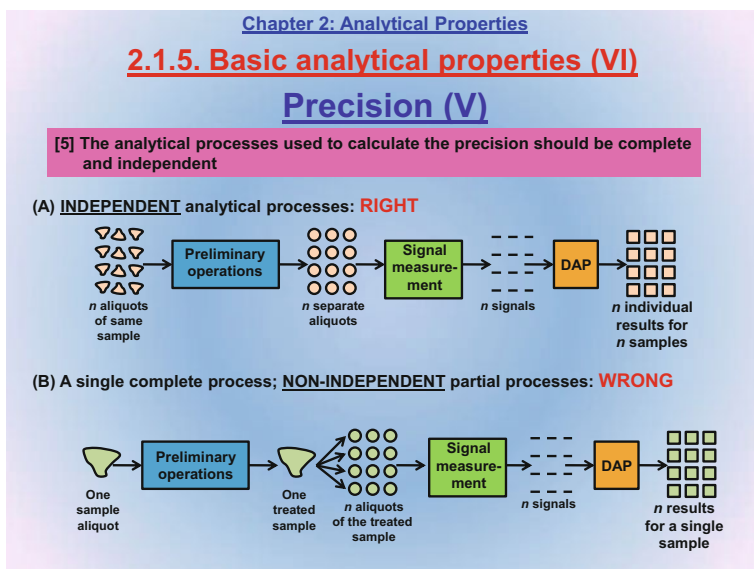 Chapter 2: Analytical Properties
2.1.5. Basic analytical properties (VI)
Precision (V)
[5] The analytical processes used to calculate the precision should be complete
and independent
(A) INDEPENDENT analytical processes: RIGHT
Preliminary
operations
Signal
measure-
ment
DAP
n aliquots
of same
sample
n separate
aliquots
n signals
n individual
results for
n samples
(B) A single complete process; NON-INDEPENDENT partial processes: WRONG
Preliminary
operations
Signal
measure-
ment
DAP
One
sample
aliquot
One
treated
sample
n aliquots
of the treated
sample
n signals
n results
for a single
sample